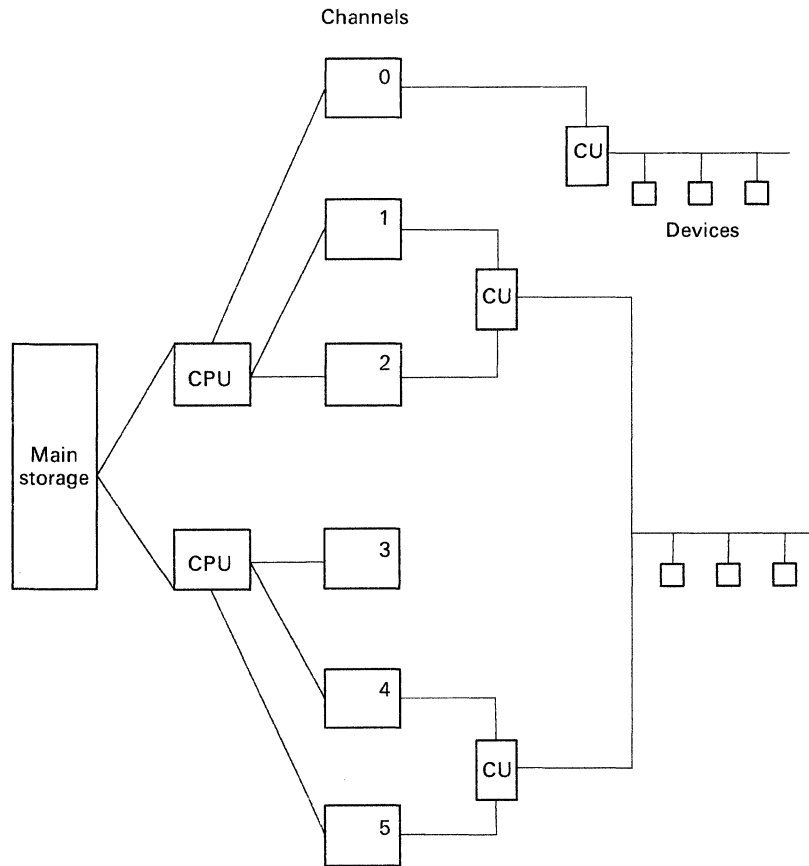 Channels
0
CU
1
Devices
CU
2
CPU
Main
storage
3
CPU
4
CU
5